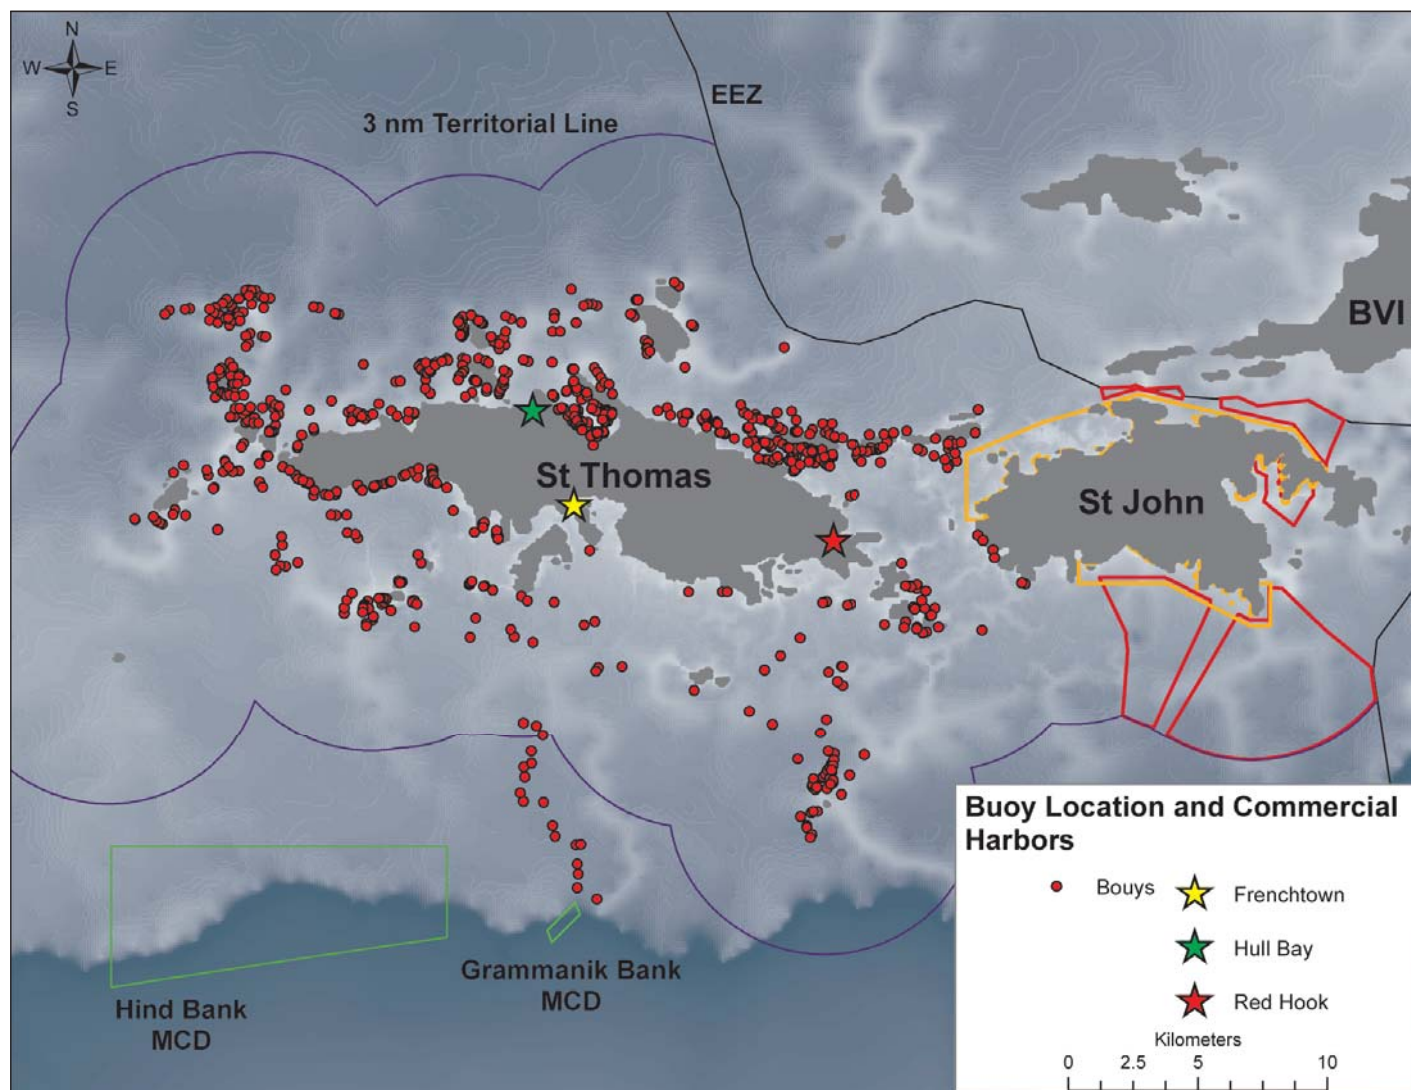 N
W E
S
EEZ
3 nm Territorial Line
BVI
St Thomas
St John
Buoy Location and Commercial
Harbors
Bouys
Frenchtown
Hull Bay
Red Hook
Kilometers
0 2.5 5 10
Grammanik Bank
MCD
Hind Bank
MCD